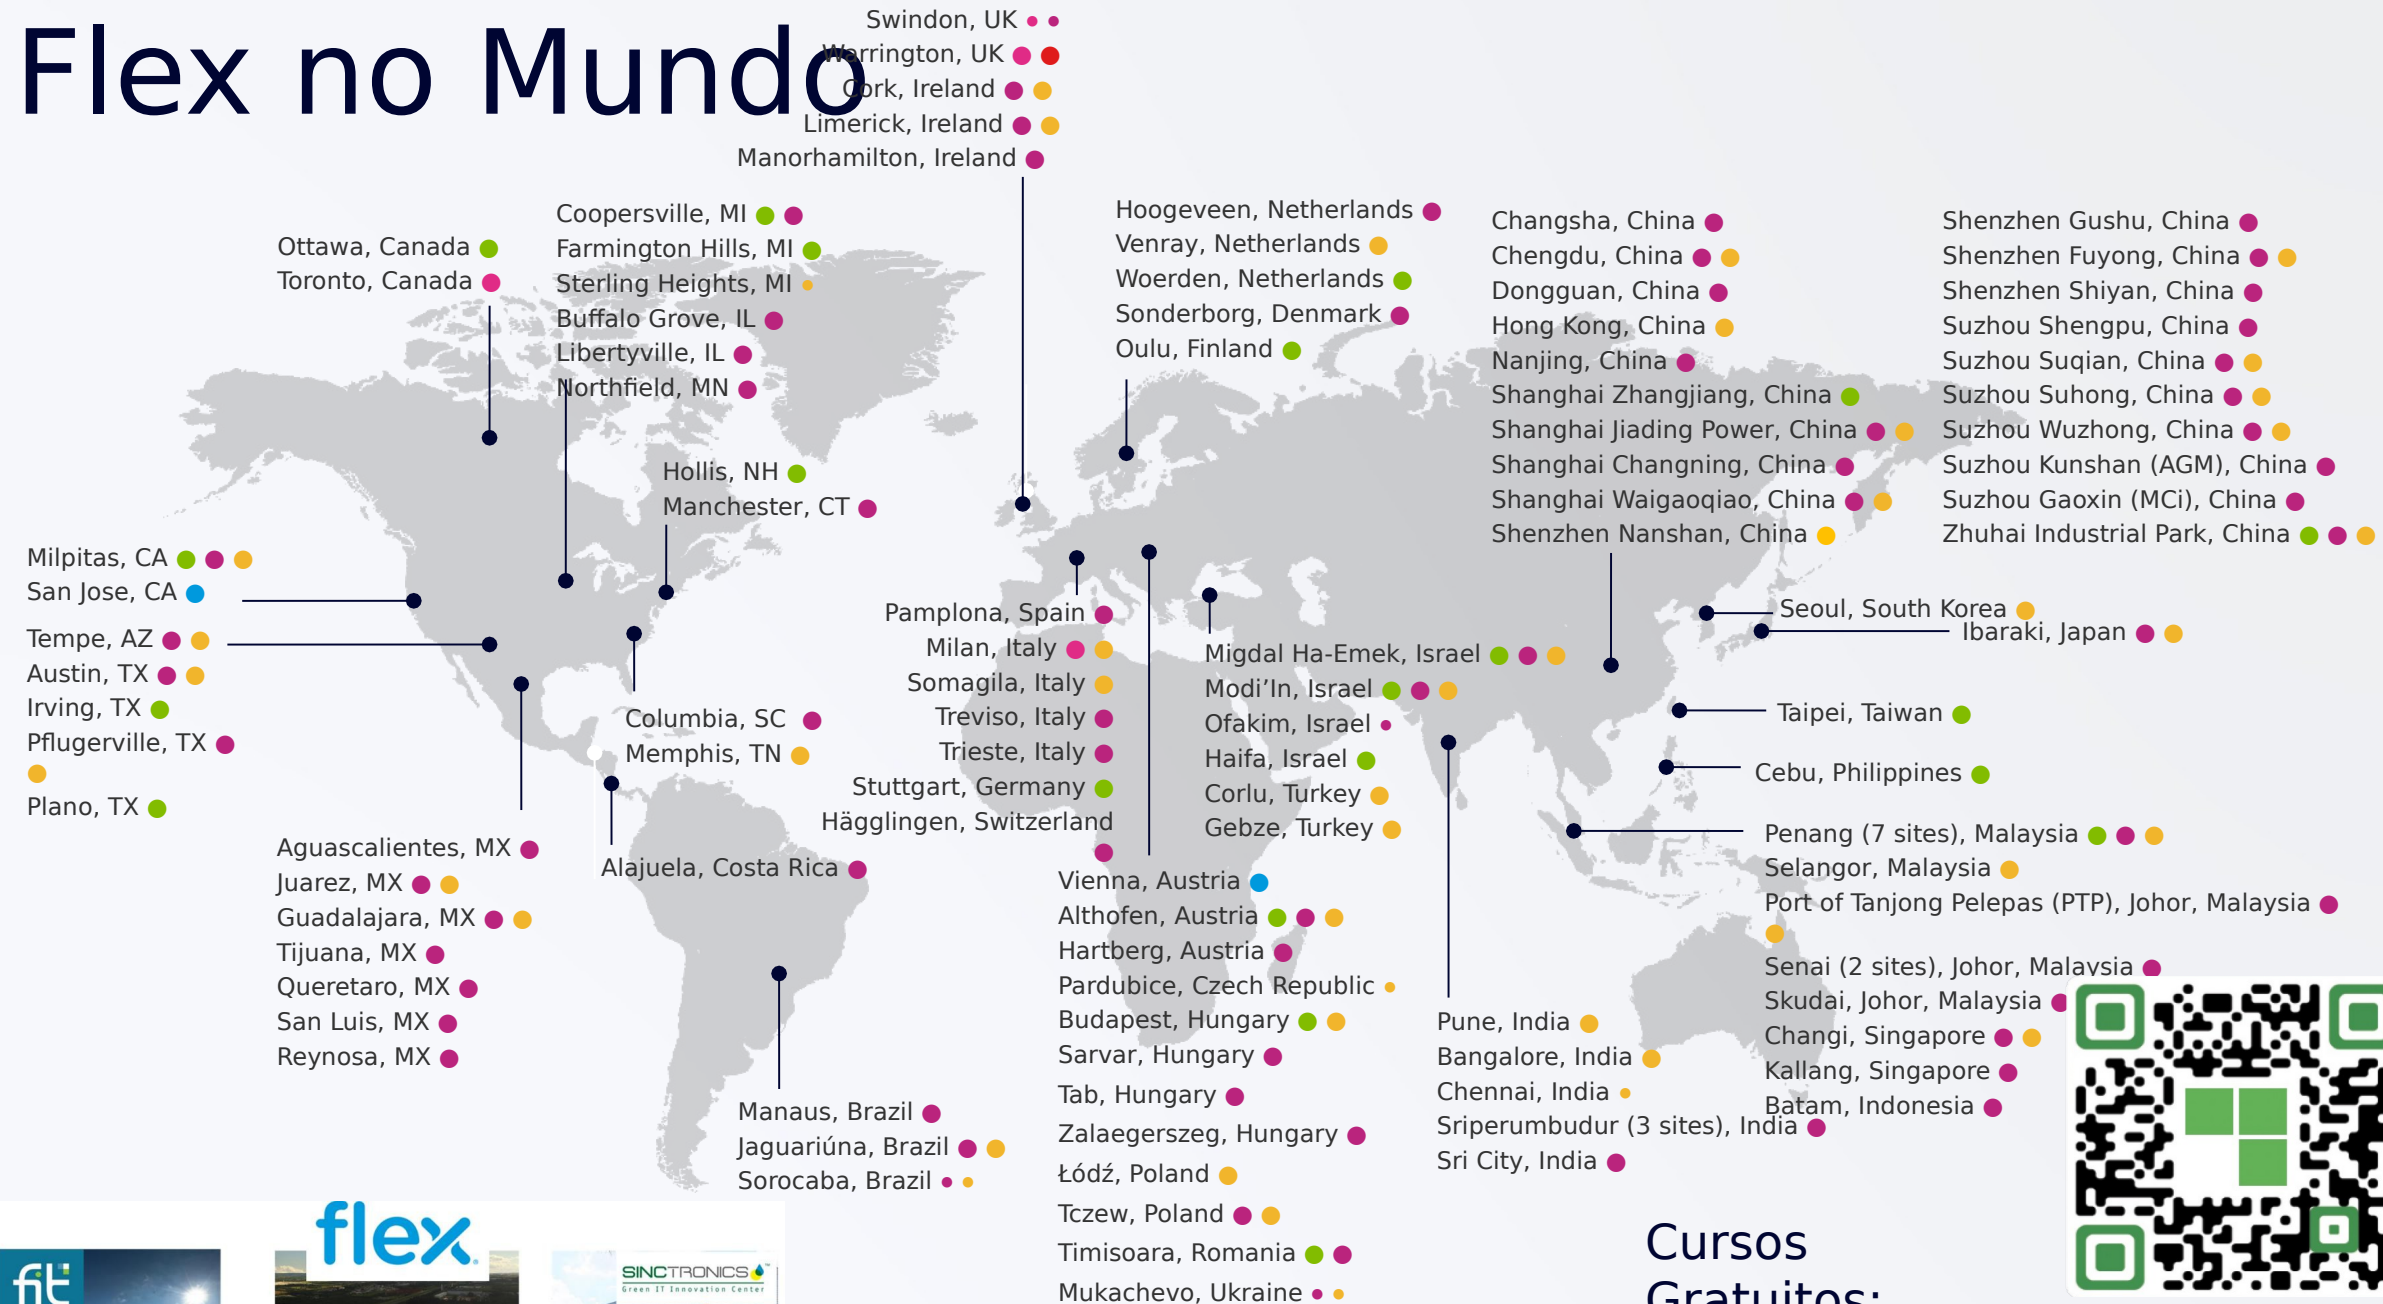 Flex no Mundo
Swindon, UK
Warrington, UK
Cork, Ireland
Limerick, Ireland
Manorhamilton, Ireland
Ottawa, Canada
Toronto, Canada
Coopersville, MI
Farmington Hills, MI
Sterling Heights, MI
Buffalo Grove, IL
Libertyville, IL
Northfield, MN
Hollis, NH
Manchester, CT
Hoogeveen, Netherlands
Venray, Netherlands
Woerden, Netherlands
Sonderborg, Denmark
Oulu, Finland
Changsha, China
Chengdu, China
Dongguan, China
Hong Kong, China
Nanjing, China
Shanghai Zhangjiang, China
Shanghai Jiading Power, China
Shanghai Changning, China
Shanghai Waigaoqiao, China
Shenzhen Nanshan, China
Shenzhen Gushu, China
Shenzhen Fuyong, China
Shenzhen Shiyan, China
Suzhou Shengpu, China
Suzhou Suqian, China
Suzhou Suhong, China
Suzhou Wuzhong, China
Suzhou Kunshan (AGM), China
Suzhou Gaoxin (MCi), China
Zhuhai Industrial Park, China
Milpitas, CA
San Jose, CA
Tempe, AZ
Austin, TX
Irving, TX
Pflugerville, TX
Plano, TX
Columbia, SC
Memphis, TN
Aguascalientes, MX
Juarez, MX
Guadalajara, MX
Tijuana, MX
Queretaro, MX
San Luis, MX
Reynosa, MX
Alajuela, Costa Rica
Manaus, Brazil
Jaguariúna, Brazil
Sorocaba, Brazil
Pamplona, Spain
Milan, Italy
Somagila, Italy
Treviso, Italy
Trieste, Italy
Stuttgart, Germany
Hägglingen, Switzerland
Migdal Ha-Emek, Israel
Modi’In, Israel
Ofakim, Israel
Haifa, Israel
Corlu, Turkey
Gebze, Turkey
Vienna, Austria
Althofen, Austria
Hartberg, Austria
Pardubice, Czech Republic
Budapest, Hungary
Sarvar, Hungary
Tab, Hungary
Zalaegerszeg, Hungary
Łódź, Poland
Tczew, Poland
Timisoara, Romania
Mukachevo, Ukraine
Pune, India
Bangalore, India
Chennai, India
Sriperumbudur (3 sites), India
Sri City, India
Seoul, South Korea
Ibaraki, Japan
Taipei, Taiwan
Cebu, Philippines
Penang (7 sites), Malaysia
Selangor, Malaysia
Port of Tanjong Pelepas (PTP), Johor, Malaysia
Senai (2 sites), Johor, Malaysia
Skudai, Johor, Malaysia
Changi, Singapore
Kallang, Singapore
Batam, Indonesia
flex
fit
SINCTRONICS™
Green IT Innovation Center
Cursos
Gratuitos: